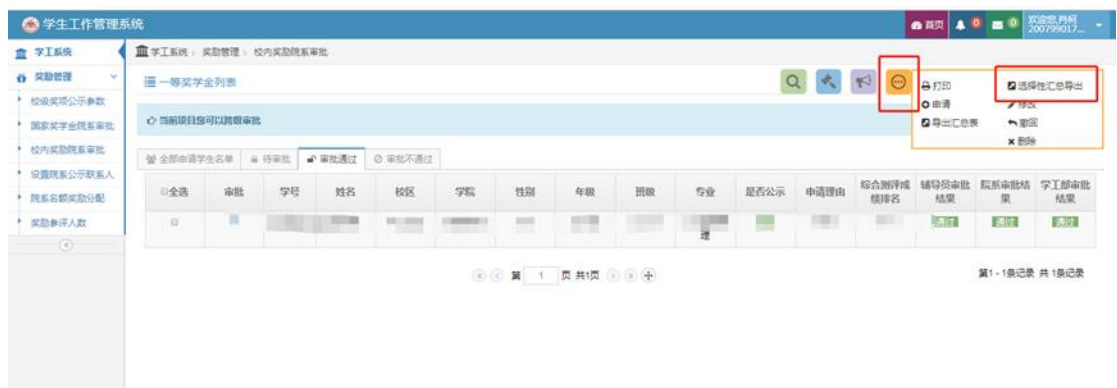 学生工作管理系统
首页 0 0 欢迎您,肖柯
200799017...
学工系统
奖励管理
校级奖项公示参数
国家奖学金院系审批
校内奖励院系审批
设置院系公示联系人
院系名额奖励分配
奖励参评人数
学工系统 › 奖励管理 › 校内奖励院系审批
一等奖学金列表
打印 选择性汇总导出
申请 修改
导出汇总表 撤回
删除
当前项目您可以跨级审批
全部申请学生名单 待审批 审批通过 审批不通过
全选 审批 学号 姓名 校区 学院 性别 年级 班级 专业 是否公示 申请理由 综合测评成绩排名 辅导员审批结果 院系审批结果 学工部审批结果
理 通过 通过 通过
第 1 页 共1页
第1 - 1条记录 共 1条记录